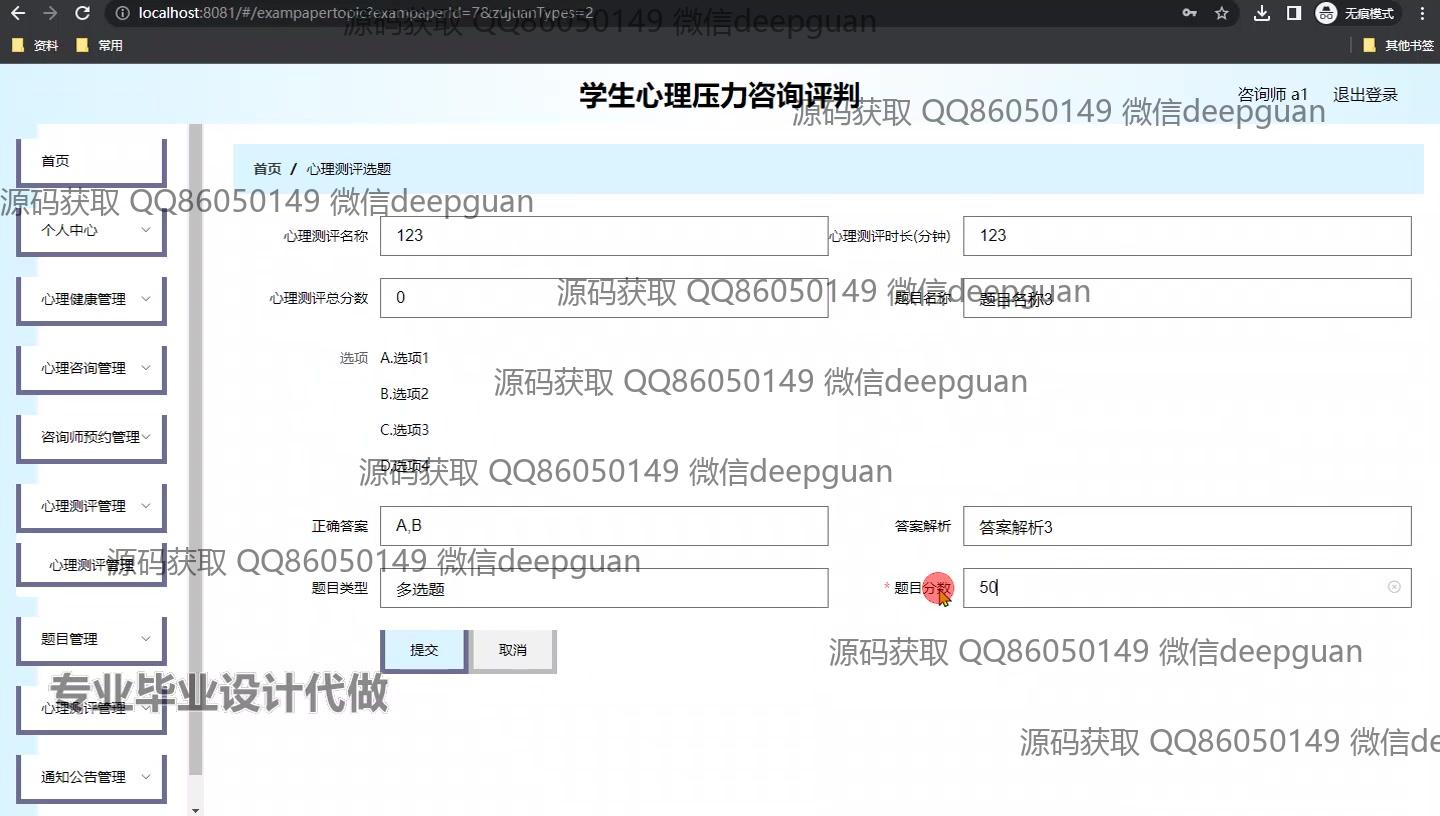 localhost:8081/#/exampapertopic?exampaperId=7&zujuanTypes=2
无痕模式
源码获取 QQ86050149 微信deepguan
资料
常用
其他书签
学生心理压力咨询评判
咨询师 a1
退出登录
源码获取 QQ86050149 微信deepguan
首页
首页 / 心理测评选题
源码获取 QQ86050149 微信deepguan
个人中心
心理测评名称
123
心理测评时长(分钟)
123
心理健康管理
心理测评总分数
0
源码获取 QQ86050149 微信deepguan
题目名称
题目名称3
心理咨询管理
选项
A.选项1
B.选项2
C.选项3
D.选项4
源码获取 QQ86050149 微信deepguan
咨询师预约管理
源码获取 QQ86050149 微信deepguan
心理测评管理
正确答案
A,B
答案解析
答案解析3
心理测评管理
源码获取 QQ86050149 微信deepguan
题目类型
多选题
* 题目分数
50
题目管理
提交
取消
源码获取 QQ86050149 微信deepguan
专业毕业设计代做
心理测评管理
源码获取 QQ86050149 微信de
通知公告管理